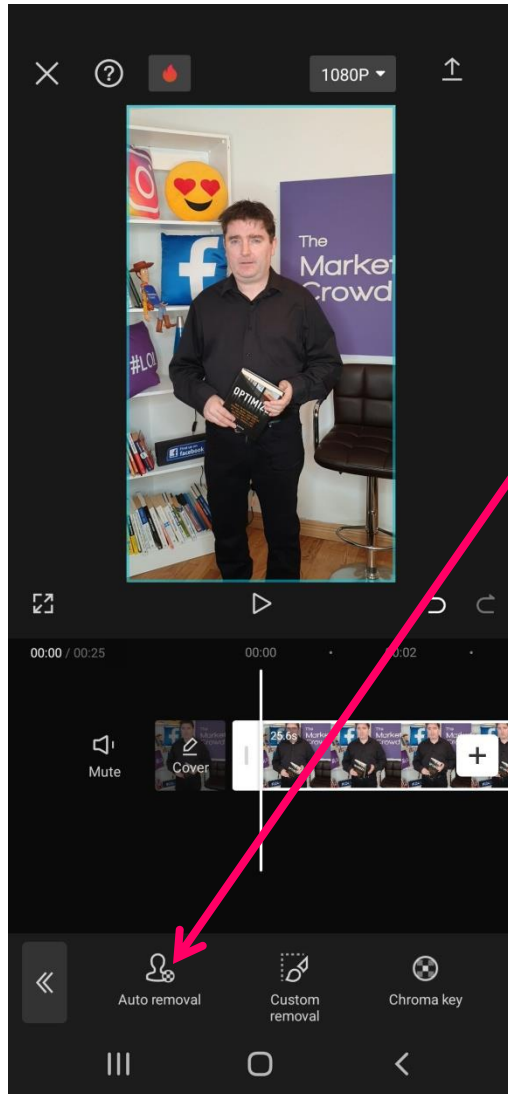 1080P
The
Market
Crowd
#LOL
OPTIMIZE
facebook
00:00 / 00:25
00:00
00:02
25.6s
Mute
Cover
Auto removal
Custom
removal
Chroma key